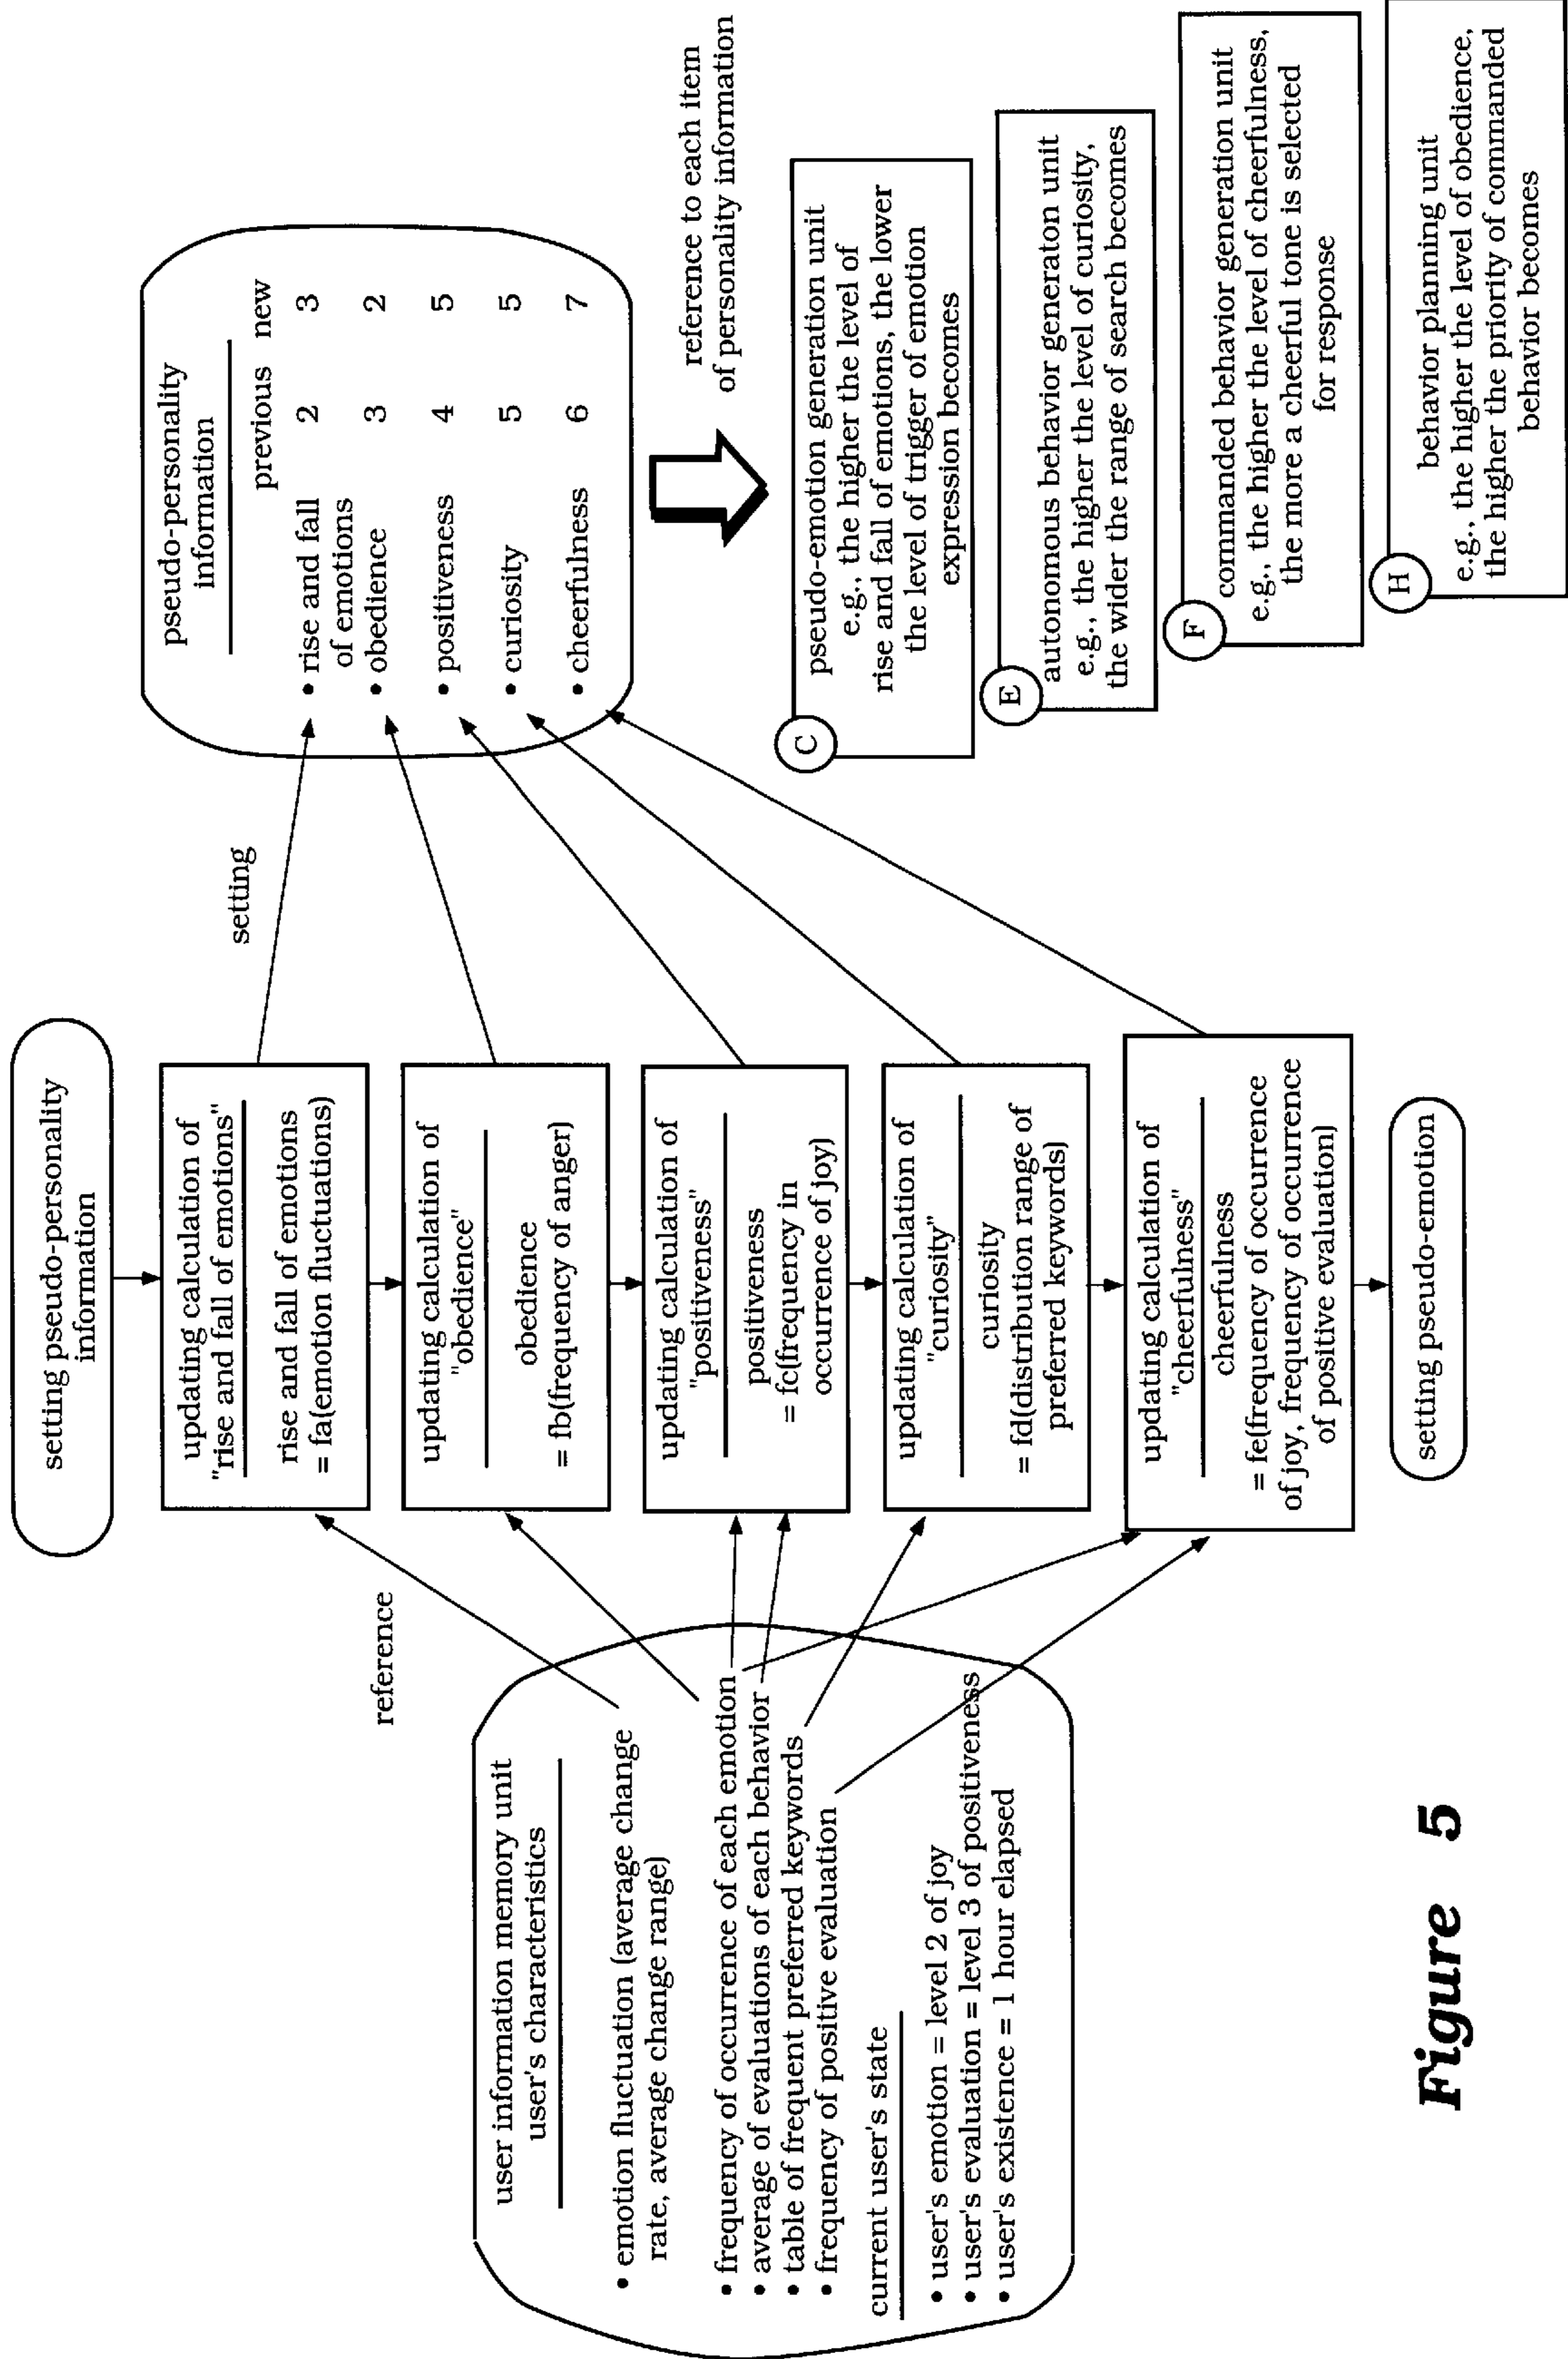 setting pseudo-personality
information
updating calculation of
"rise and fall of emotions"
rise and fall of emotions
= fa(emotion fluctuations)
updating calculation of
"obedience"
obedience
= fb(frequency of anger)
updating calculation of
"positiveness"
positiveness
= fc(frequency in
occurrence of joy)
updating calculation of
"curiosity"
curiosity
= fd(distribution range of
preferred keywords)
updating calculation of
"cheerfulness"
cheerfulness
= fe(frequency of occurrence
of joy, frequency of occurrence
of positive evaluation)
setting pseudo-emotion
reference
user information memory unit
user's characteristics
• emotion fluctuation (average change
rate, average change range)
• frequency of occurrence of each emotion
• average of evaluations of each behavior
• table of frequent preferred keywords
• frequency of positive evaluation
current user's state
• user's emotion = level 2 of joy
• user's evaluation = level 3 of positiveness
• user's existence = 1 hour elapsed
setting
pseudo-personality
information
previous new
• rise and fall 2 3
of emotions
• obedience 3 2
• positiveness 4 5
• curiosity 5 5
• cheerfulness 6 7
reference to each item
of personality information
C
pseudo-emotion generation unit
e.g., the higher the level of
rise and fall of emotions, the lower
the level of trigger of emotion
expression becomes
E
autonomous behavior generaton unit
e.g., the higher the level of curiosity,
the wider the range of search becomes
F
commanded behavior generation unit
e.g., the higher the level of cheerfulness,
the more a cheerful tone is selected
for response
H
behavior planning unit
e.g., the higher the level of obedience,
the higher the priority of commanded
behavior becomes
Figure 5